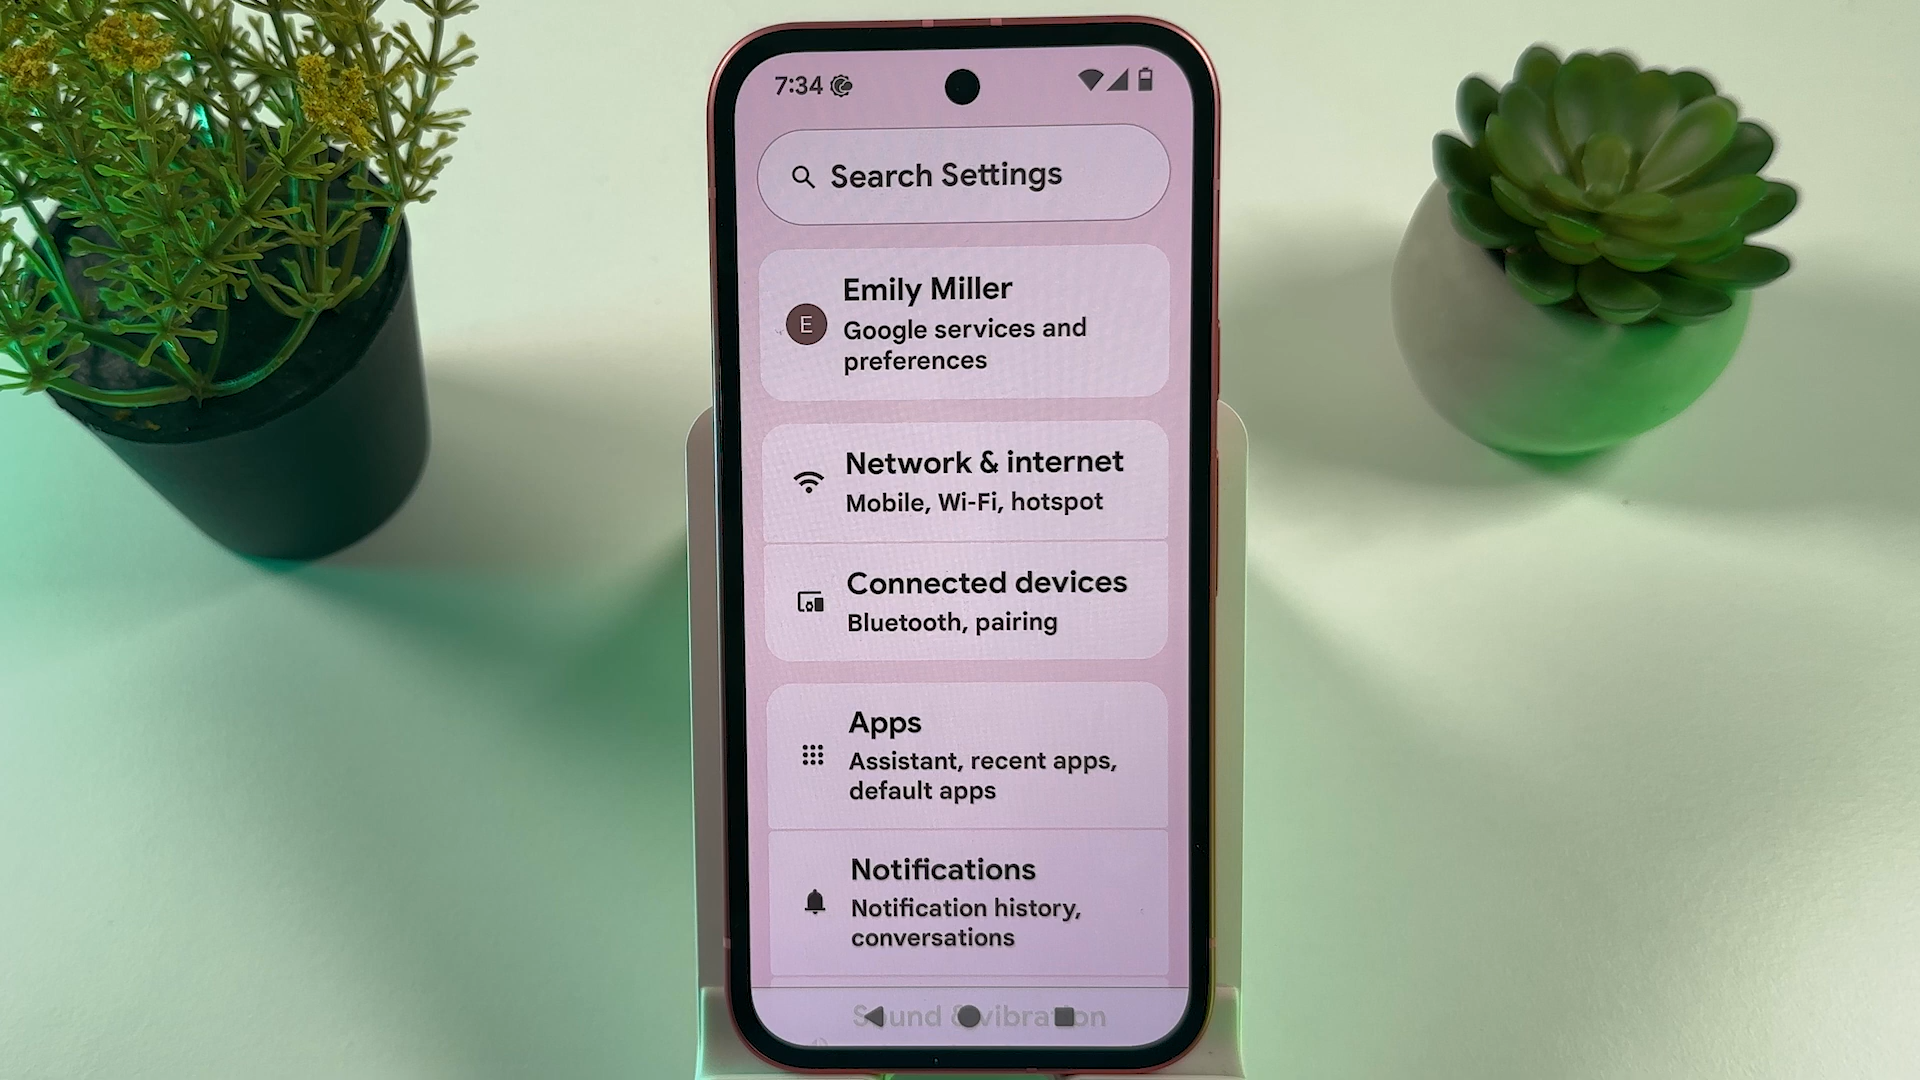 7:34
Search Settings
Emily Miller
E
Google services and
preferences
Network & internet
Mobile, Wi-Fi, hotspot
Connected devices
Bluetooth, pairing
Apps
Assistant, recent apps,
default apps
Notifications
Notification history,
conversations
Sound & vibration